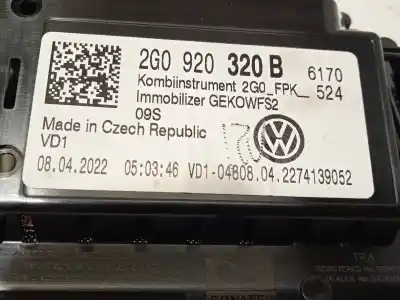 2G0 920 320 B 6170
Kombiinstrument 2G0_FPK_ 524
Immobilizer GEKOWFS2
09S
Made in Czech Republic
VD1
08.04.2022 05:03:46 VD1-04808.04.2274139052
TRA